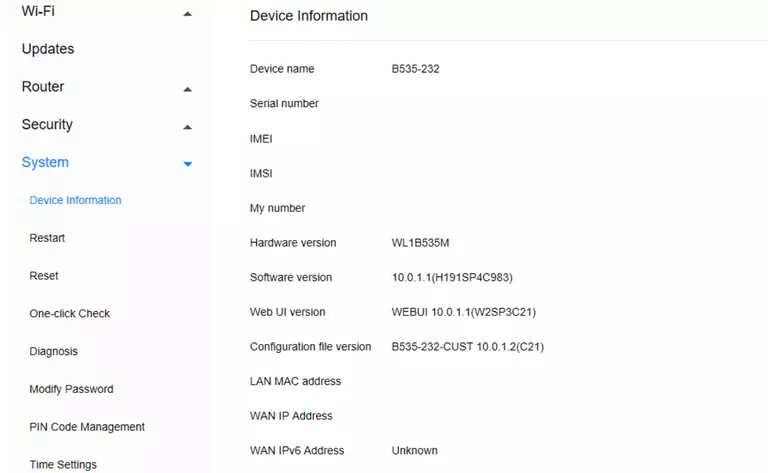 Wi-Fi
Updates
Router
Security
System
Device Information
Restart
Reset
One-click Check
Diagnosis
Modify Password
PIN Code Management
Time Settings
Device Information
Device name B535-232
Serial number
IMEI
IMSI
My number
Hardware version WL1B535M
Software version 10.0.1.1(H191SP4C983)
Web UI version WEBUI 10.0.1.1(W2SP3C21)
Configuration file version B535-232-CUST 10.0.1.2(C21)
LAN MAC address
WAN IP Address
WAN IPv6 Address Unknown